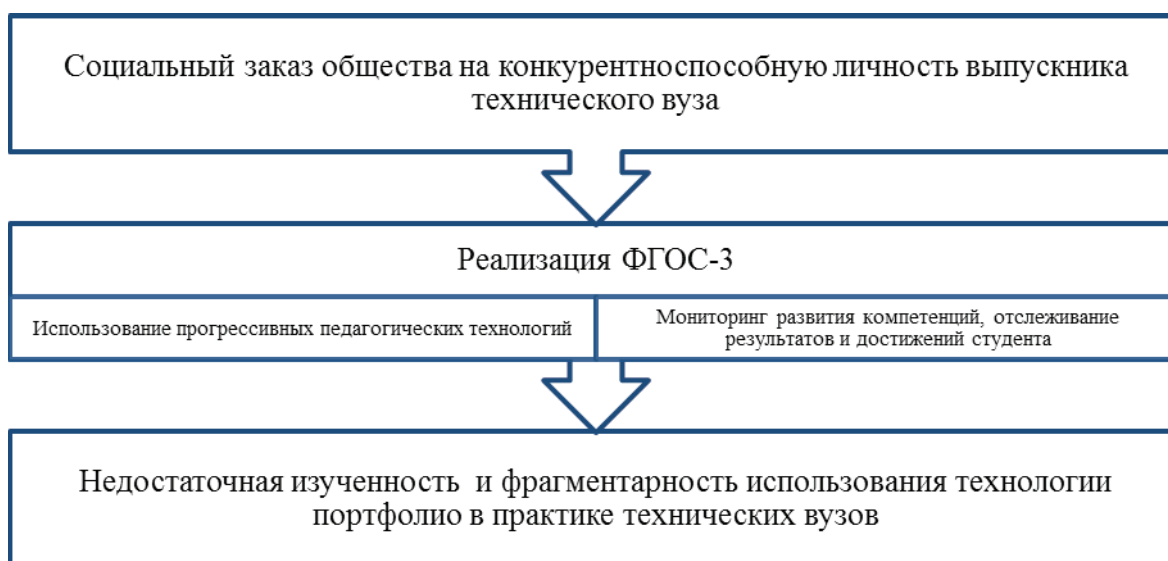 Социальный заказ общества на конкурентноспособную личность выпускника
технического вуза
Реализация ФГОС-3
Использование прогрессивных педагогических технологий
Мониторинг развития компетенций, отслеживание
результатов и достижений студента
Недостаточная изученность и фрагментарность использования технологии
портфолио в практике технических вузов